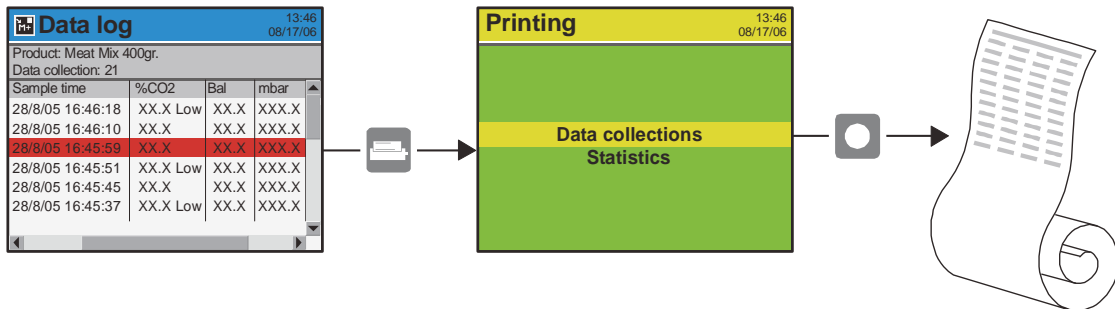 M+ Data log 13:46
08/17/06
Product: Meat Mix 400gr.
Data collection: 21
Sample time %CO2 Bal mbar
28/8/05 16:46:18 XX.X Low XX.X XXX.X
28/8/05 16:46:10 XX.X XX.X XXX.X
28/8/05 16:45:59 XX.X XX.X XXX.X
28/8/05 16:45:51 XX.X Low XX.X XXX.X
28/8/05 16:45:45 XX.X XX.X XXX.X
28/8/05 16:45:37 XX.X Low XX.X XXX.X
Printing 13:46
08/17/06
Data collections
Statistics